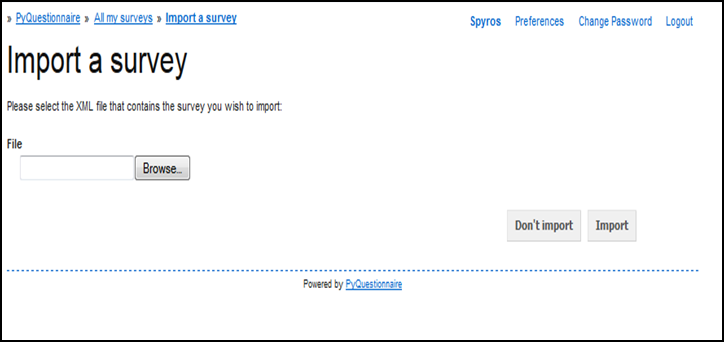 » PyQuestionnaire » All my surveys » Import a survey
Spyros Preferences Change Password Logout
Import a survey
Please select the XML file that contains the survey you wish to import:
File
Browse...
Don't import Import
Powered by PyQuestionnaire